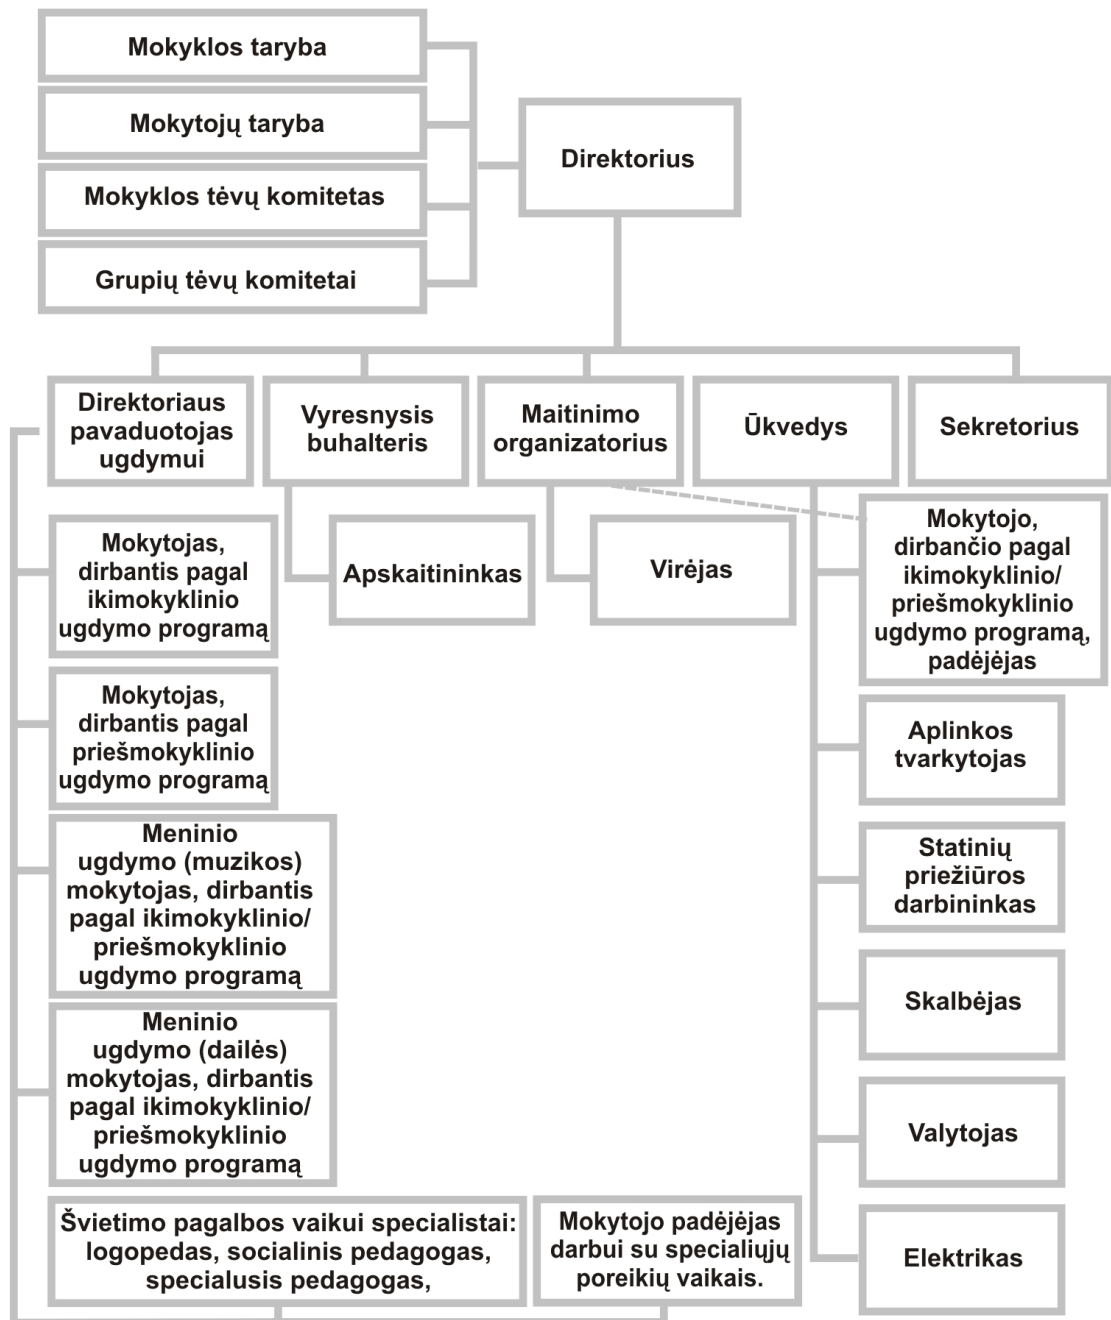 Mokyklos taryba
Mokytojų taryba
Mokyklos tėvų komitetas
Grupių tėvų komitetai
Direktorius
Direktoriaus
pavaduotojas
ugdymui
Vyresnysis
buhalteris
Maitinimo
organizatorius
Ūkvedys
Sekretorius
Mokytojas,
dirbantis pagal
ikimokyklinio
ugdymo programą
Apskaitininkas
Virėjas
Mokytojo,
dirbančio pagal
ikimokyklinio/
priešmokyklinio
ugdymo programą,
padėjėjas
Mokytojas,
dirbantis pagal
priešmokyklinio
ugdymo programą
Aplinkos
tvarkytojas
Meninio
ugdymo (muzikos)
mokytojas, dirbantis
pagal ikimokyklinio/
priešmokyklinio
ugdymo programą
Statinių
priežiūros
darbininkas
Skalbėjas
Meninio
ugdymo (dailės)
mokytojas, dirbantis
pagal ikimokyklinio/
priešmokyklinio
ugdymo programą
Valytojas
Švietimo pagalbos vaikui specialistai:
logopedas, socialinis pedagogas,
specialusis pedagogas,
Mokytojo padėjėjas
darbui su specialiųjų
poreikių vaikais.
Elektrikas